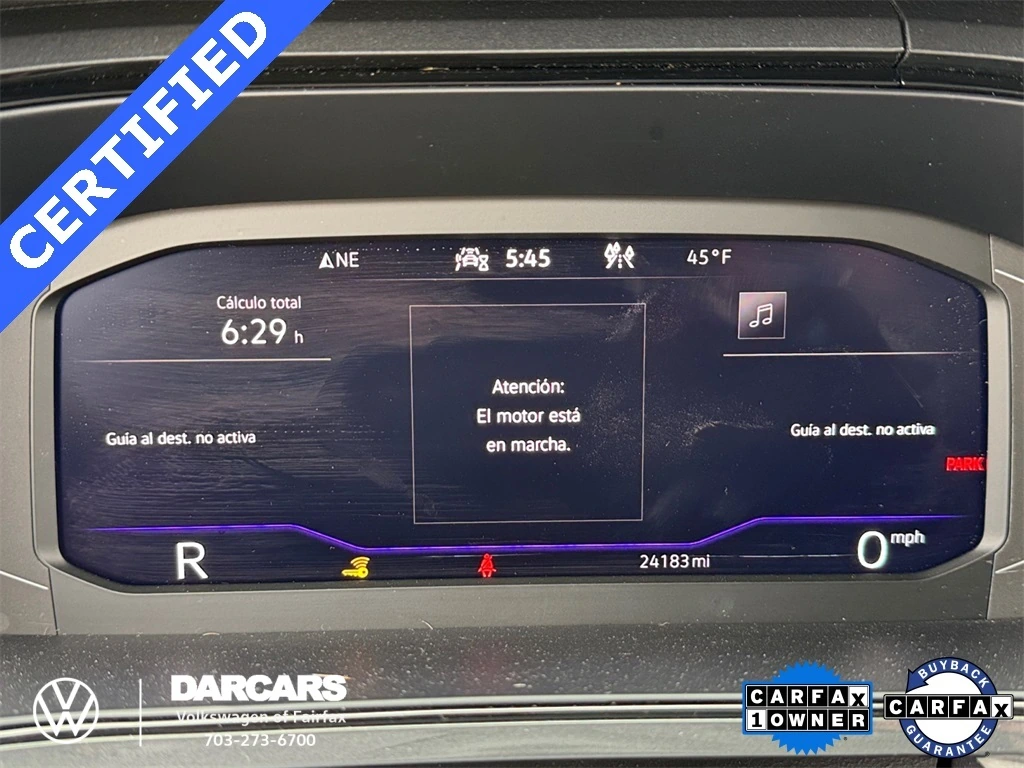 CERTIFIED
NE
5:45
45°F
Cálculo total
6:29 h
Atención:
El motor está
en marcha.
Guía al dest. no activa
Guía al dest. no activa
PARK
R
24183 mi
0 mph
DARCARS
Volkswagen of Fairfax
703-273-6700
CARFAX
1 OWNER
BUYBACK
CARFAX
GUARANTEE